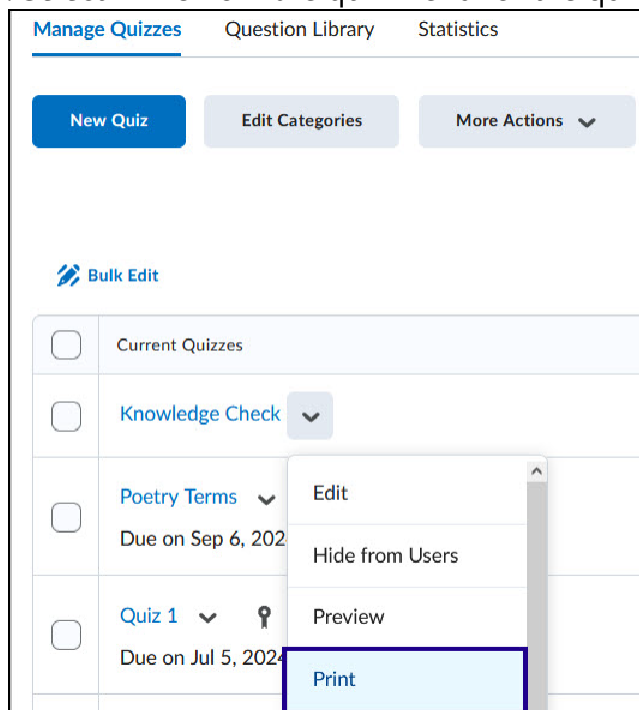 Manage Quizzes Question Library Statistics
New Quiz Edit Categories More Actions
Bulk Edit
Current Quizzes
Knowledge Check
Poetry Terms
Due on Sep 6, 202
Edit
Hide from Users
Quiz 1
Due on Jul 5, 2024
Preview
Print